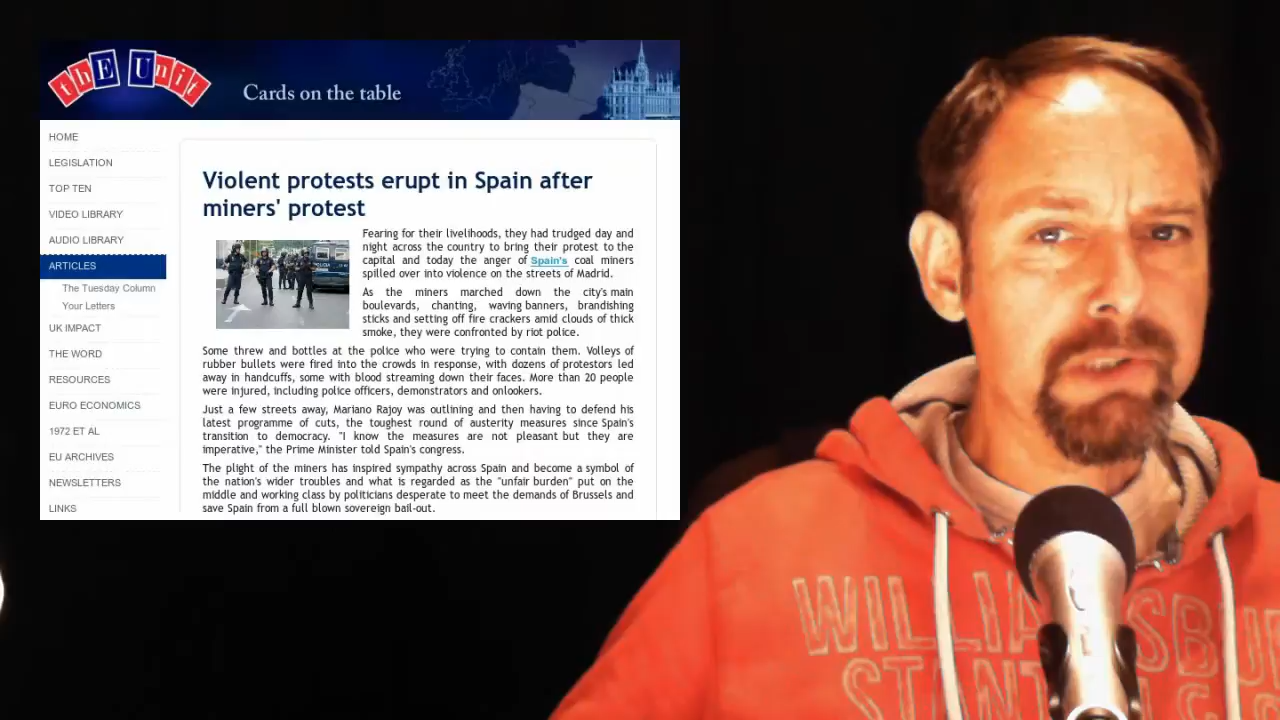 thE Unit
Cards on the table
HOME
LEGISLATION
TOP TEN
VIDEO LIBRARY
AUDIO LIBRARY
ARTICLES
The Tuesday Column
Your Letters
UK IMPACT
THE WORD
RESOURCES
EURO ECONOMICS
1972 ET AL
EU ARCHIVES
NEWSLETTERS
LINKS
Violent protests erupt in Spain after
miners' protest
Fearing for their livelihoods, they had trudged day and
night across the country to bring their protest to the
capital and today the anger of Spain's coal miners
spilled over into violence on the streets of Madrid.
As the miners marched down the city's main
boulevards, chanting, waving banners, brandishing
sticks and setting off fire crackers amid clouds of thick
smoke, they were confronted by riot police.
Some threw and bottles at the police who were trying to contain them. Volleys of
rubber bullets were fired into the crowds in response, with dozens of protestors led
away in handcuffs, some with blood streaming down their faces. More than 20 people
were injured, including police officers, demonstrators and onlookers.
Just a few streets away, Mariano Rajoy was outlining and then having to defend his
latest programme of cuts, the toughest round of austerity measures since Spain's
transition to democracy. "I know the measures are not pleasant but they are
imperative," the Prime Minister told Spain's congress.
The plight of the miners has inspired sympathy across Spain and become a symbol of
the nation's wider troubles and what is regarded as the "unfair burden" put on the
middle and working class by politicians desperate to meet the demands of Brussels and
save Spain from a full blown sovereign bail-out.